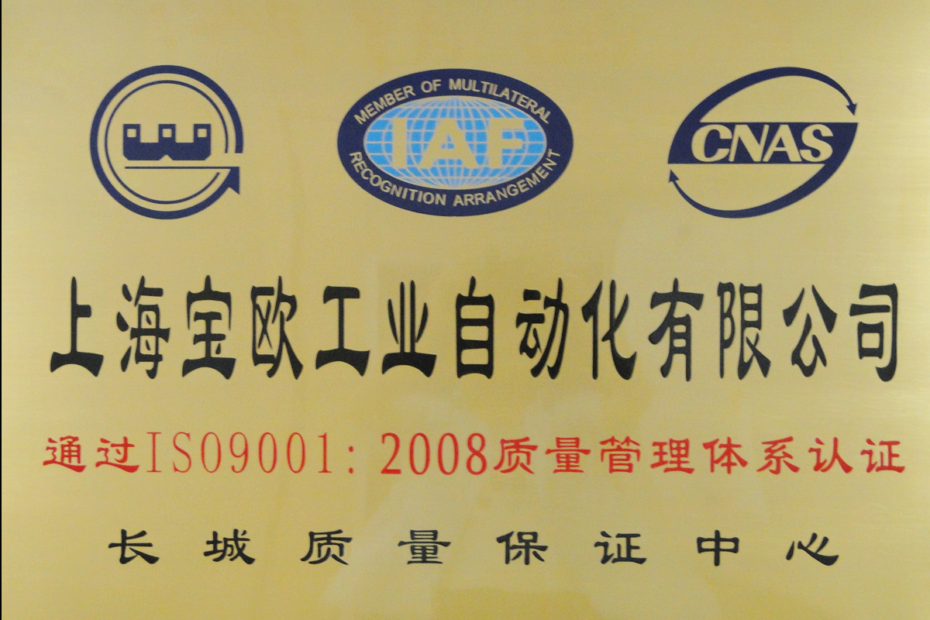 MEMBER OF MULTILATERAL
IAF
RECOGNITION ARRANGEMENT
CNAS
上海宝欧工业自动化有限公司
通过ISO9001: 2008质量管理体系认证
长城质量保证中心